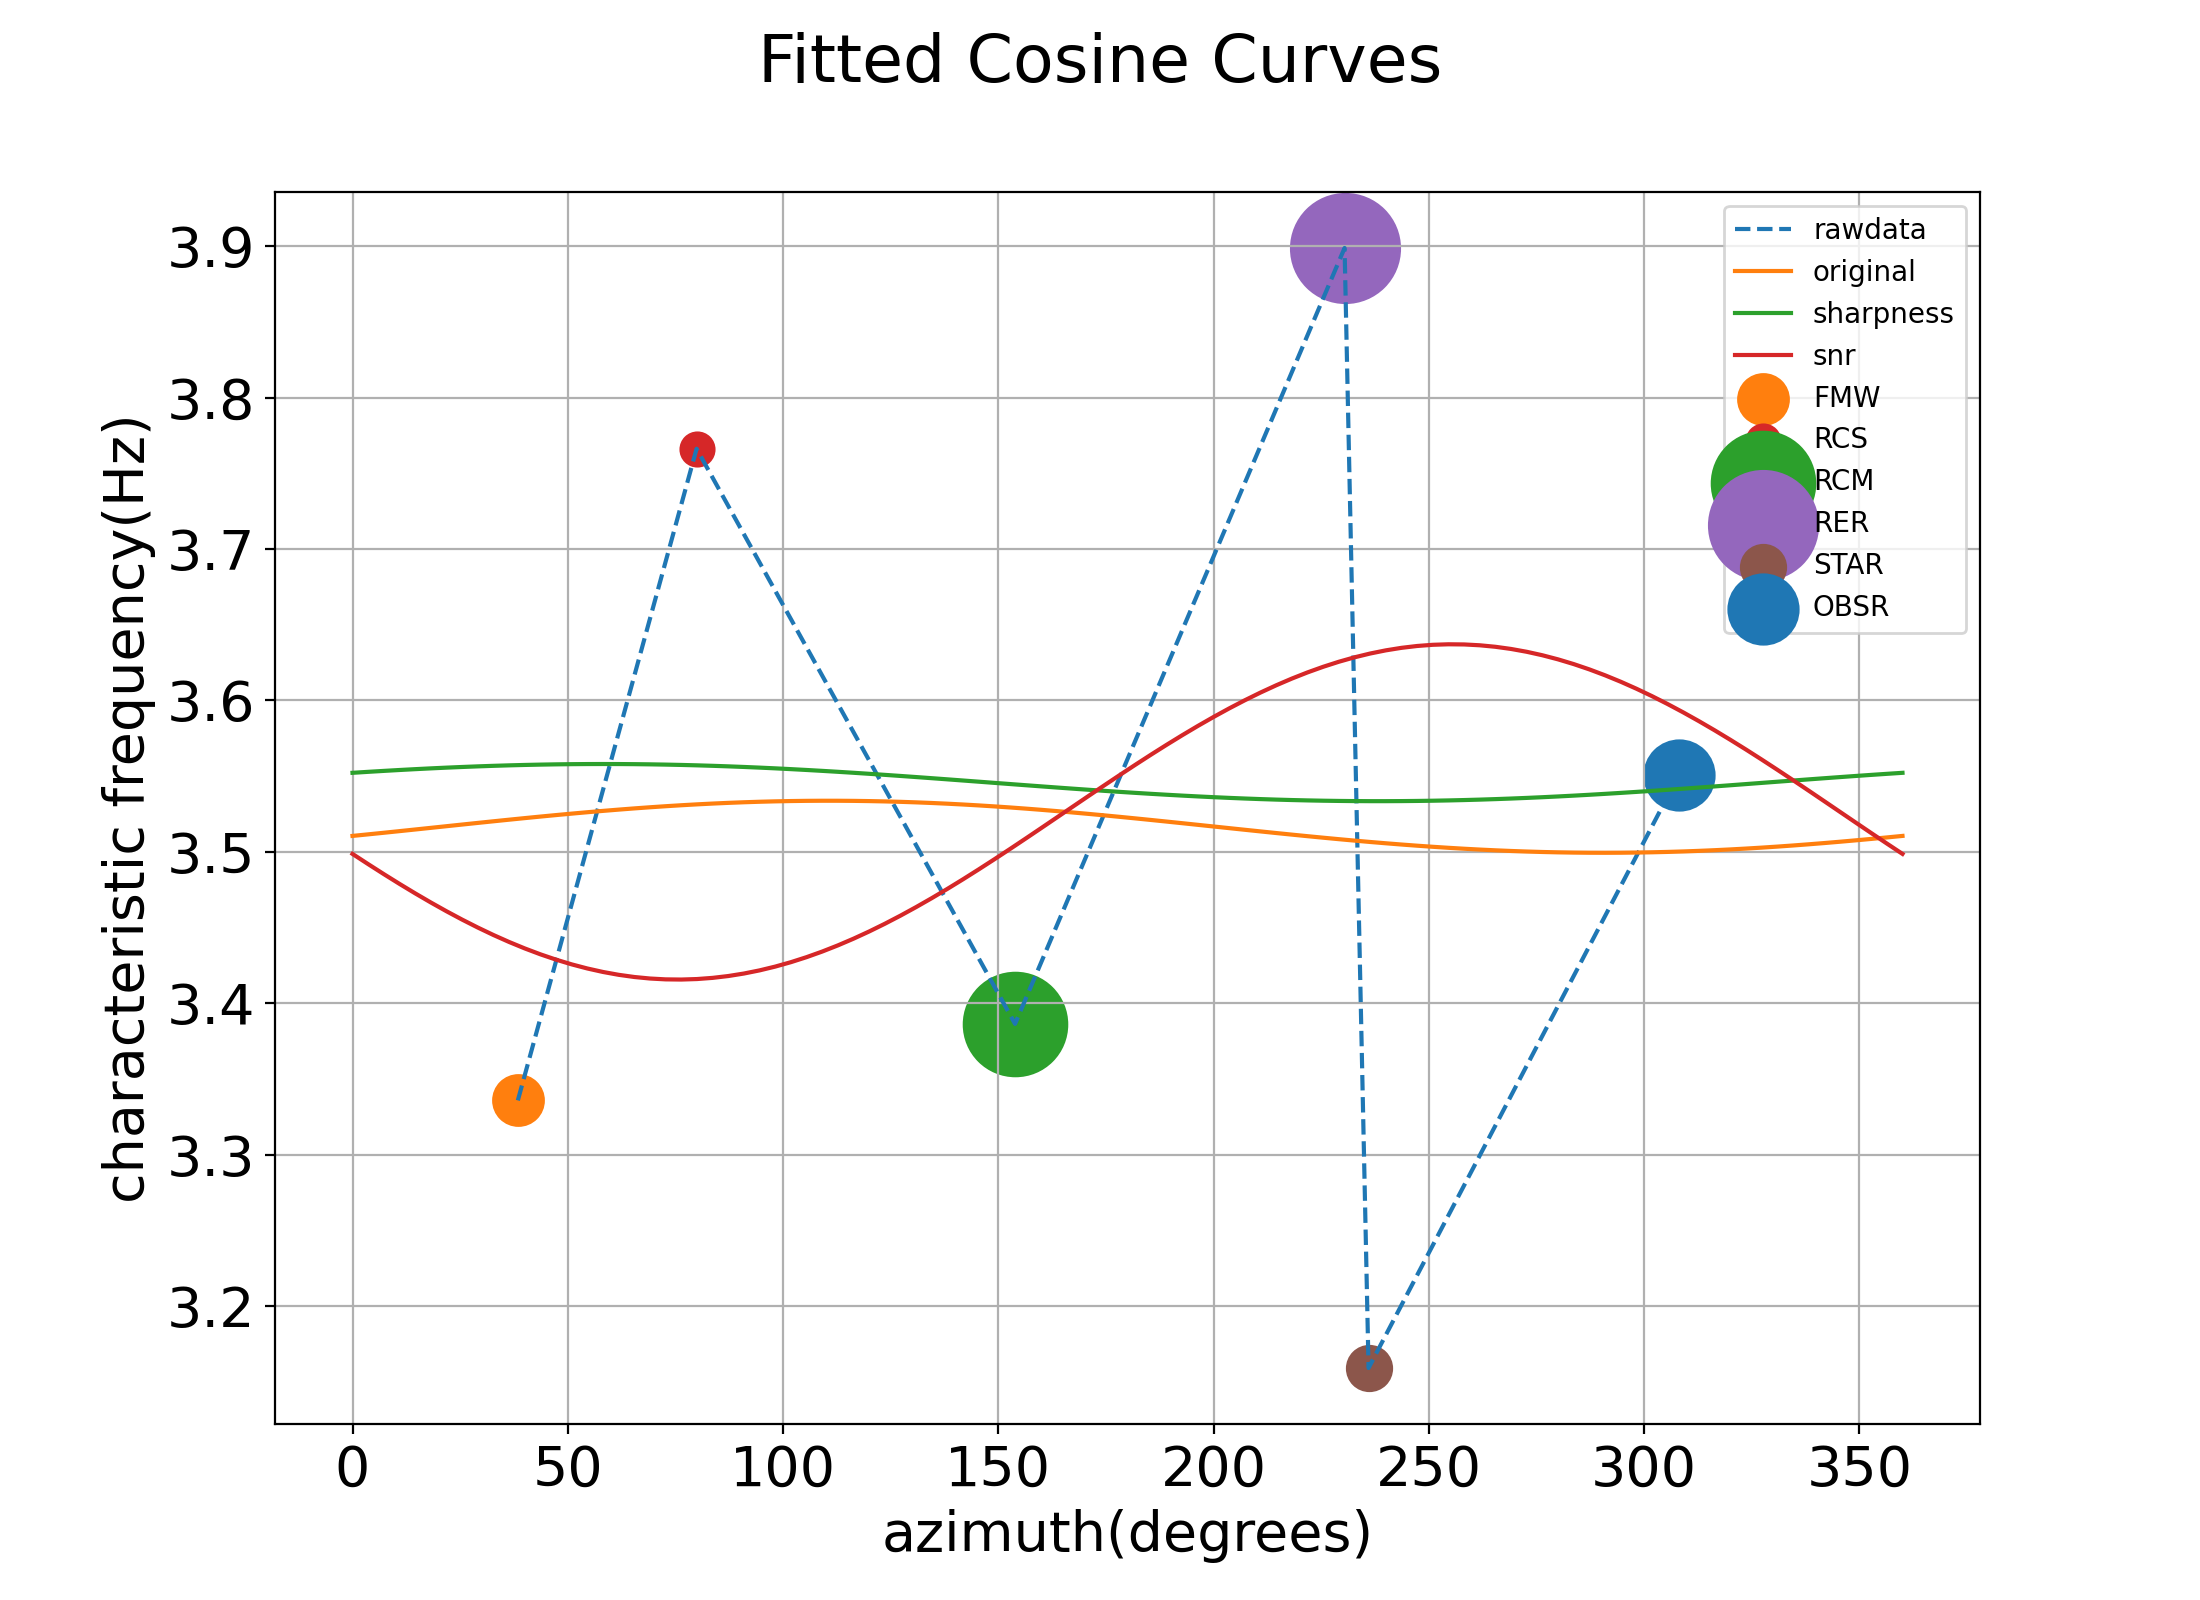 Fitted Cosine Curves
characteristic frequency(Hz)
3.9
3.8
3.7
3.6
3.5
3.4
3.3
3.2
rawdata
original
sharpness
snr
FMW
RCS
RCM
RER
STAR
OBSR
0 50 100 150 200 250 300 350
azimuth(degrees)